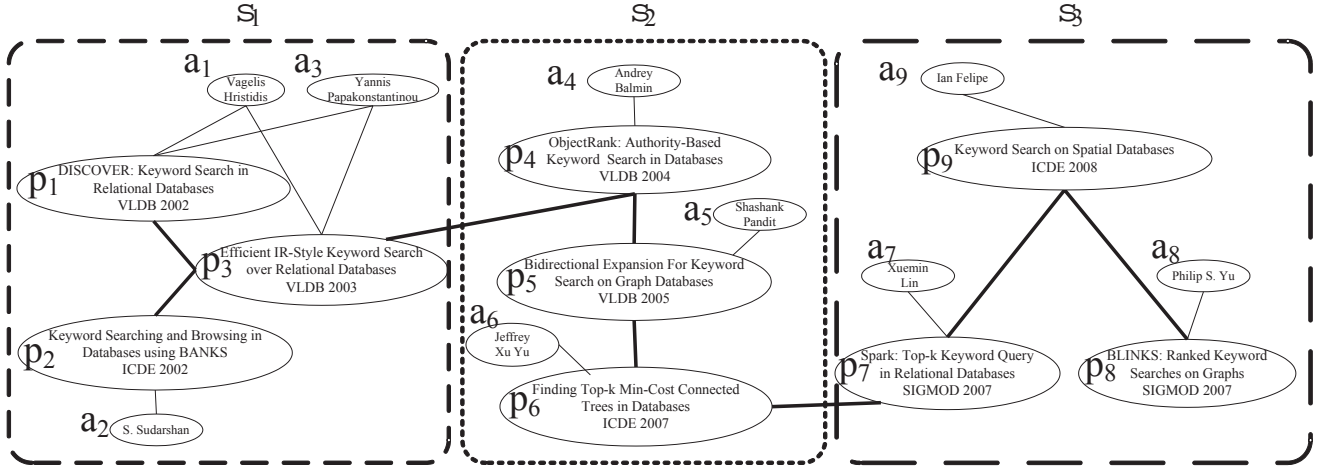 S1
S2
S3
a1
Vagelis
Hristidis
a3
Yannis
Papakonstantinou
p1
DISCOVER: Keyword Search in
Relational Databases
VLDB 2002
p3
Efficient IR-Style Keyword Search
over Relational Databases
VLDB 2003
p2
Keyword Searching and Browsing in
Databases using BANKS
ICDE 2002
a2
S. Sudarshan
a4
Andrey
Balmin
p4
ObjectRank: Authority-Based
Keyword Search in Databases
VLDB 2004
a5
Shashank
Pandit
p5
Bidirectional Expansion For Keyword
Search on Graph Databases
VLDB 2005
a6
Jeffrey
Xu Yu
p6
Finding Top-k Min-Cost Connected
Trees in Databases
ICDE 2007
a9
Ian Felipe
p9
Keyword Search on Spatial Databases
ICDE 2008
a7
Xuemin
Lin
a8
Philip S. Yu
p7
Spark: Top-k Keyword Query
in Relational Databases
SIGMOD 2007
p8
BLINKS: Ranked Keyword
Searches on Graphs
SIGMOD 2007